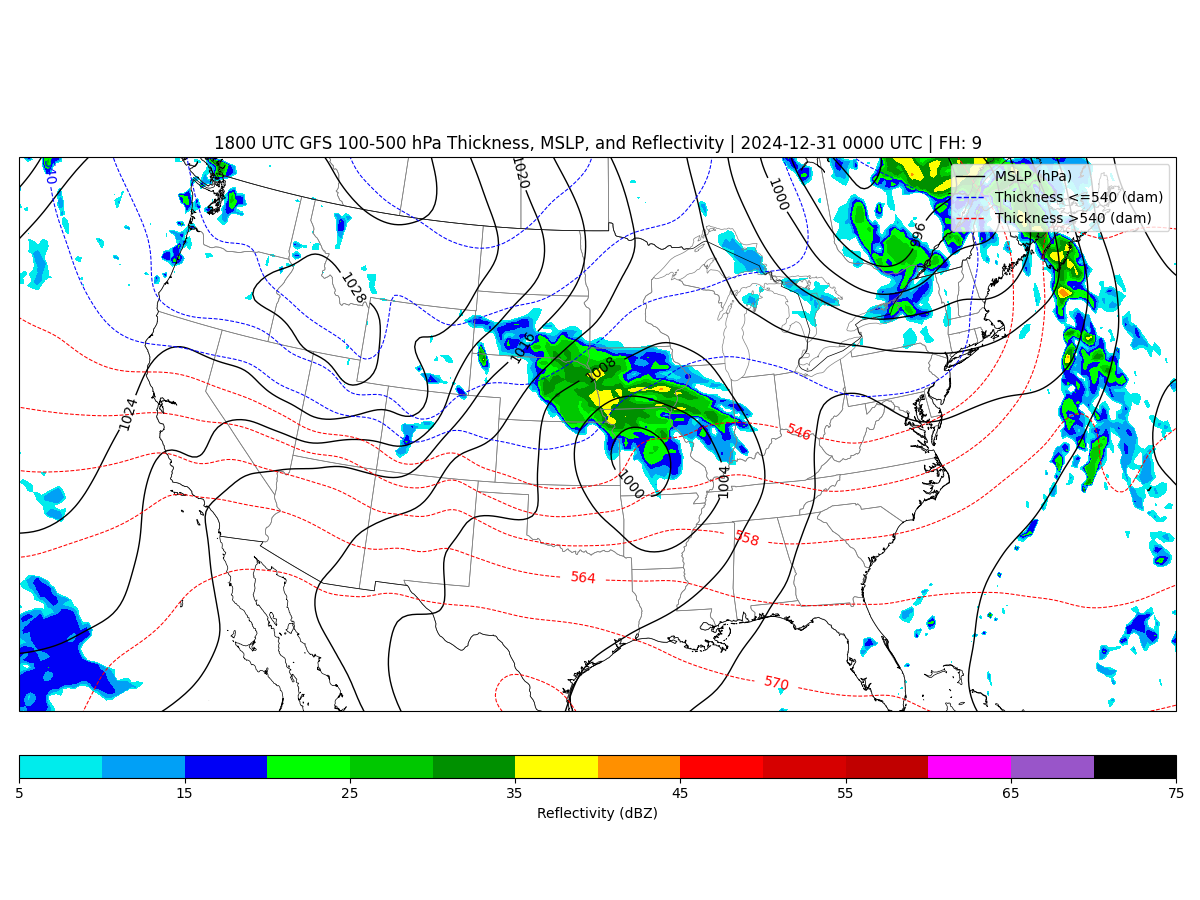 1800 UTC GFS 100-500 hPa Thickness, MSLP, and Reflectivity | 2024-12-31 0000 UTC | FH: 9
MSLP (hPa)
Thickness <=540 (dam)
Thickness >540 (dam)
1020
1000
996
1028
1016
1008
1024
546
1004
1000
558
564
570
5 15 25 35 45 55 65 75
Reflectivity (dBZ)